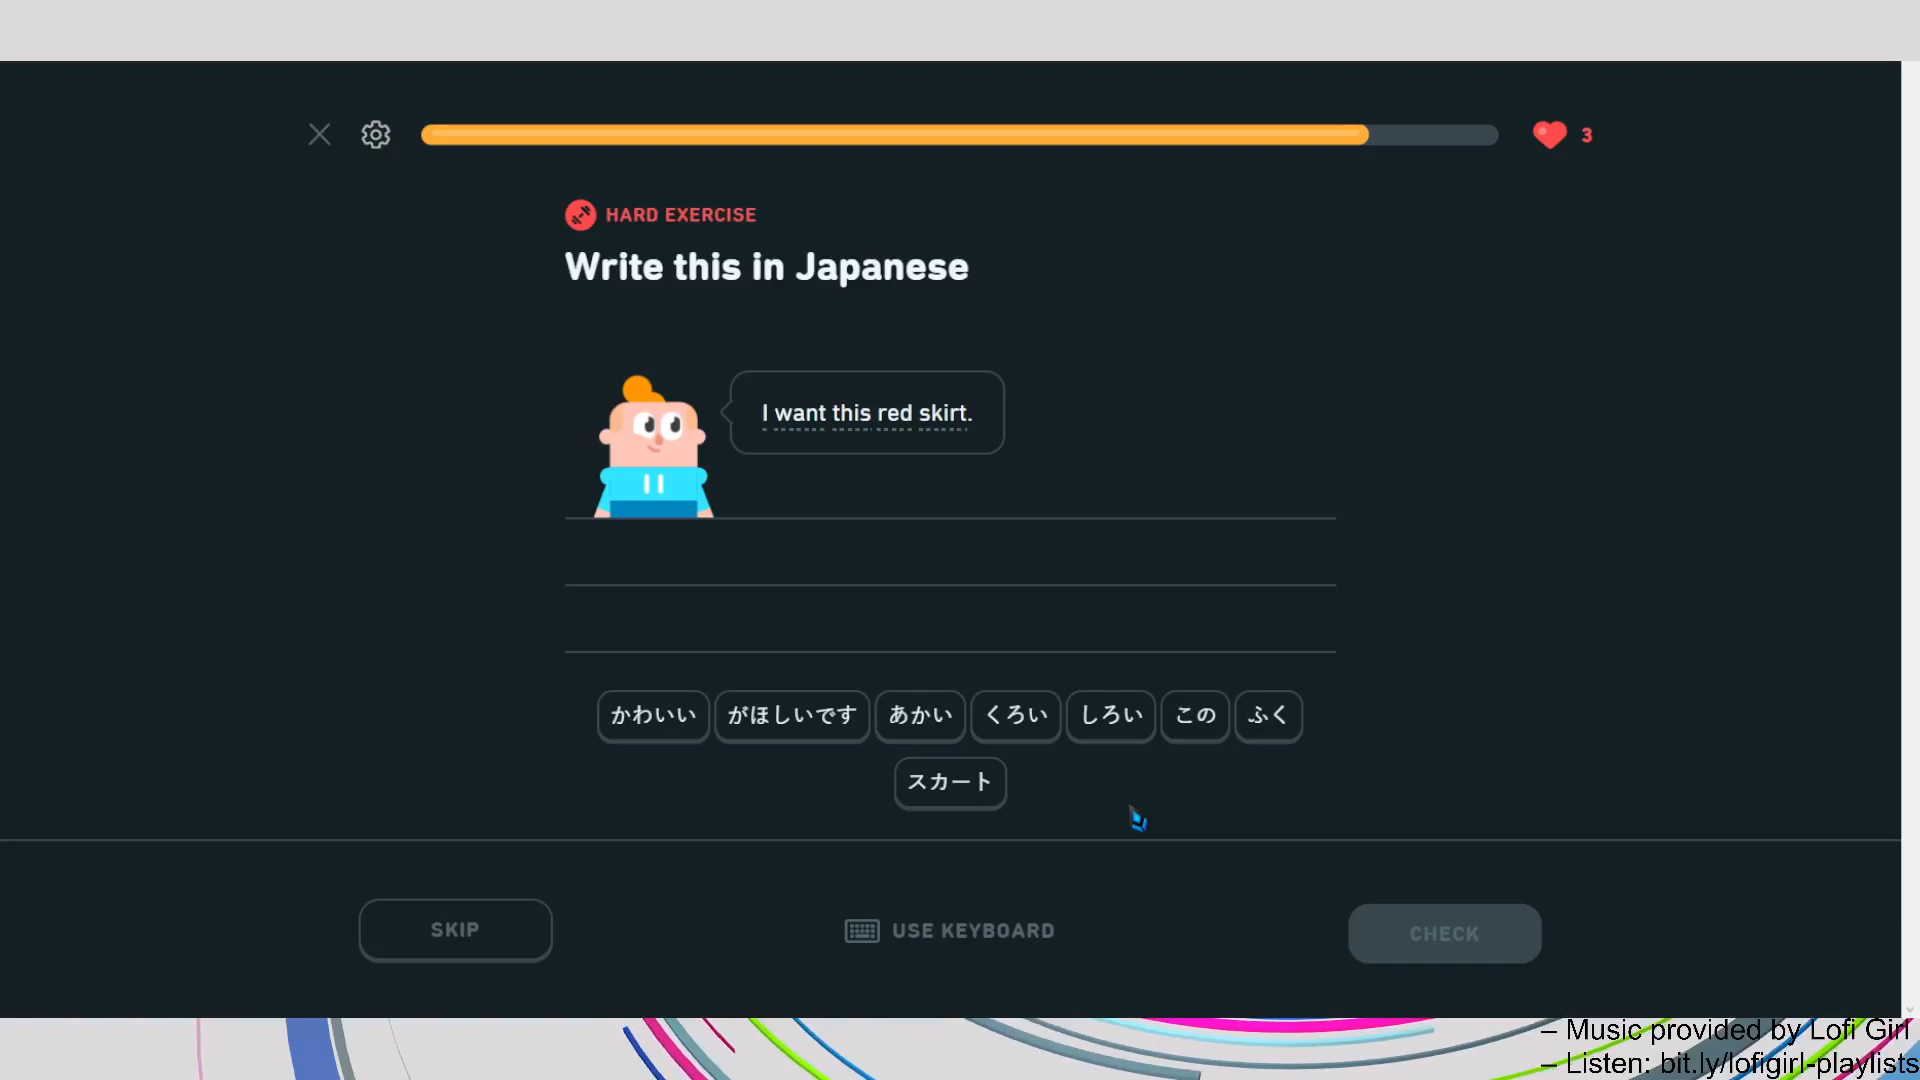 3
HARD EXERCISE
Write this in Japanese
I want this red skirt.
かわいい がほしいです あかい くろい しろい この ふく
スカート
SKIP USE KEYBOARD CHECK
– Music provided by Lofi Girl
– Listen: bit.ly/lofigirl-playlists